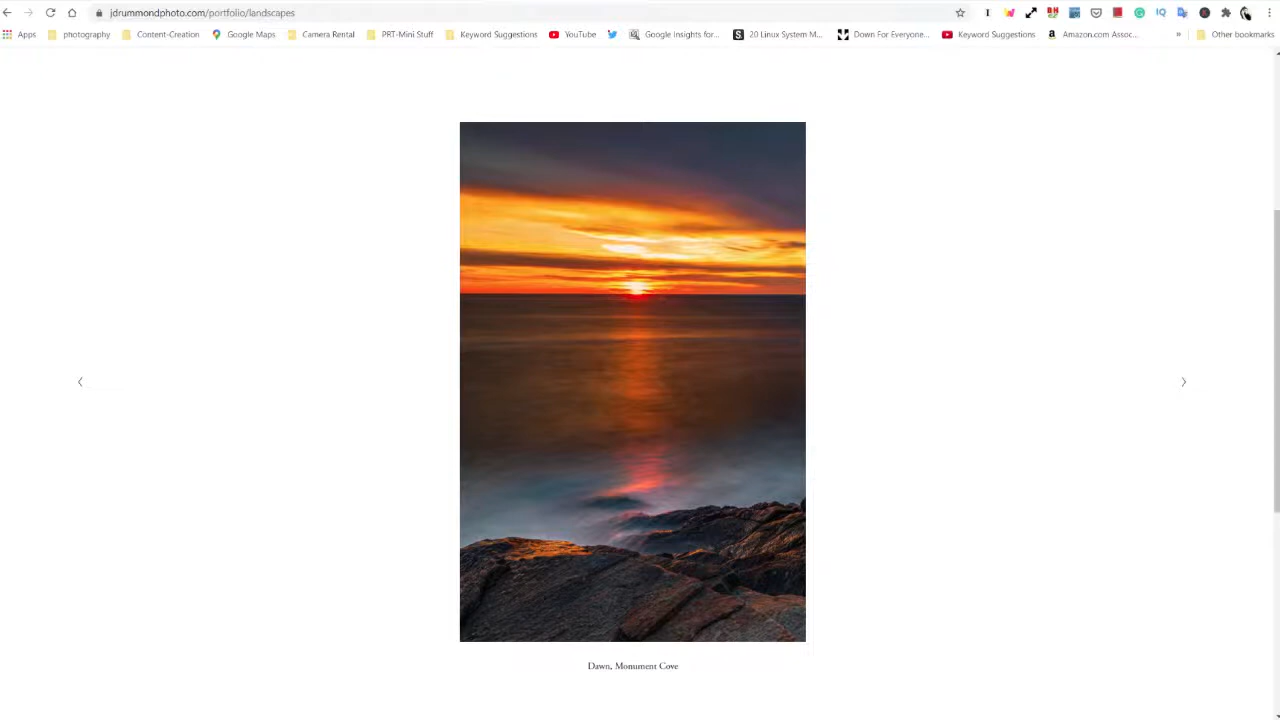 jdrummondphoto.com/portfolio/landscapes
Apps photography Content-Creation Google Maps Camera Rental PRT-Mini Stuff Keyword Suggestions YouTube Google Insights for... 20 Linux System M... Down For Everyone... Keyword Suggestions Amazon.com Assoc... » Other bookmarks
Dawn, Monument Cove